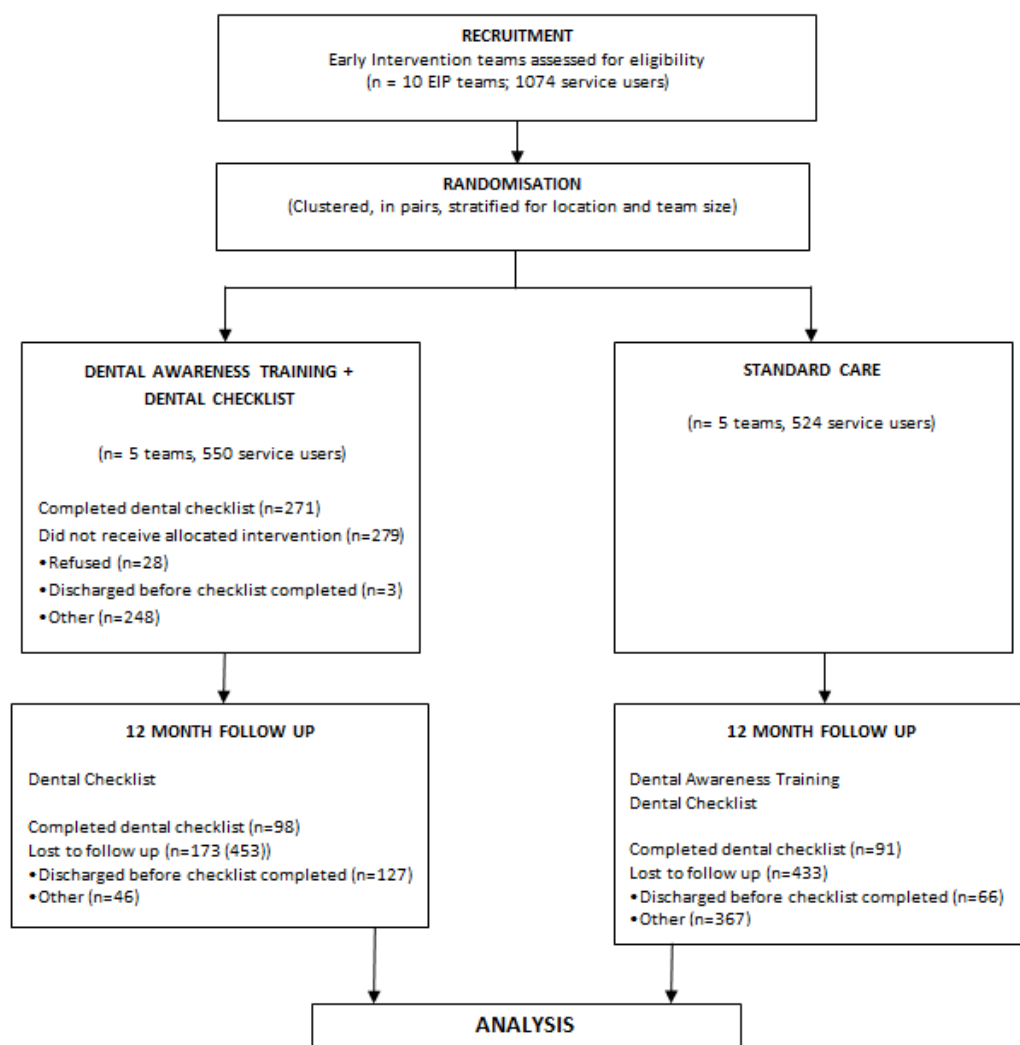 RECRUITMENT
Early Intervention teams assessed for eligibility
(n = 10 EIP teams; 1074 service users)
RANDOMISATION
(Clustered, in pairs, stratified for location and team size)
DENTAL AWARENESS TRAINING +
DENTAL CHECKLIST
(n= 5 teams, 550 service users)
Completed dental checklist (n=271)
Did not receive allocated intervention (n=279)
•Refused (n=28)
•Discharged before checklist completed (n=3)
•Other (n=248)
STANDARD CARE
(n= 5 teams, 524 service users)
12 MONTH FOLLOW UP
Dental Checklist
Completed dental checklist (n=98)
Lost to follow up (n=173 (453))
•Discharged before checklist completed (n=127)
•Other (n=46)
12 MONTH FOLLOW UP
Dental Awareness Training
Dental Checklist
Completed dental checklist (n=91)
Lost to follow up (n=433)
•Discharged before checklist completed (n=66)
•Other (n=367)
ANALYSIS